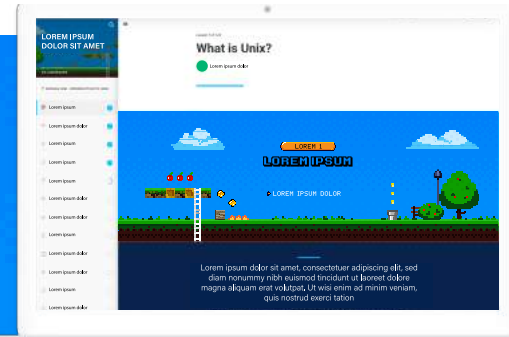 LOREM IPSUM
DOLOR SIT AMET
Lorem ipsum
Lorem ipsum dolor
Lorem ipsum
Lorem ipsum dolor
Lorem ipsum
Lorem ipsum dolor
Lorem ipsum dolor
Lorem ipsum
Lorem ipsum dolor
Lorem ipsum dolor
Lorem ipsum
Lorem ipsum dolor
What is Unix?
Lorem ipsum dolor
LOREM 1
LOREM IPSUM
LOREM IPSUM DOLOR
Lorem ipsum dolor sit amet, consectetuer adipiscing elit, sed
diam nonummy nibh euismod tincidunt ut laoreet dolore
magna aliquam erat volutpat. Ut wisi enim ad minim veniam,
quis nostrud exerci tation